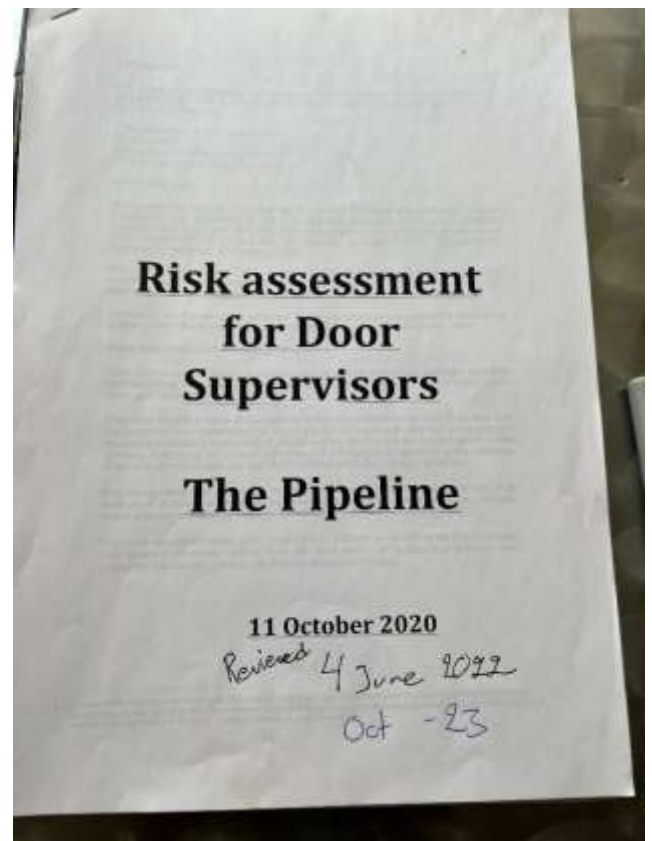 Risk assessment
for Door
Supervisors
The Pipeline
11 October 2020
Reviewed 4 June 2022
Oct - 23